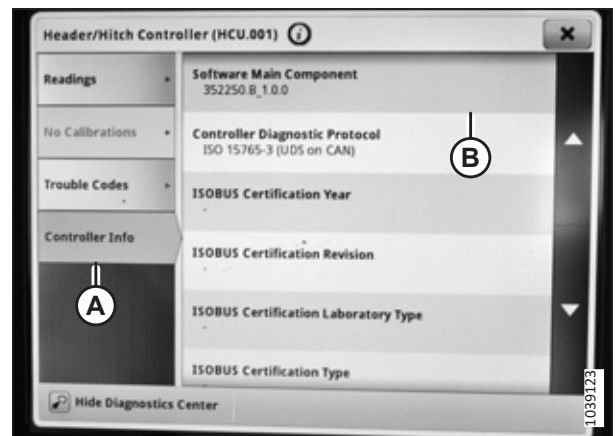 Header/Hitch Controller (HCU.001)
Readings
No Calibrations
Trouble Codes
Controller Info
A
Software Main Component
352250.B_1.0.0
B
Controller Diagnostic Protocol
ISO 15765-3 (UDS on CAN)
ISOBUS Certification Year
-
ISOBUS Certification Revision
-
ISOBUS Certification Laboratory Type
-
ISOBUS Certification Type
Hide Diagnostics Center
1039123